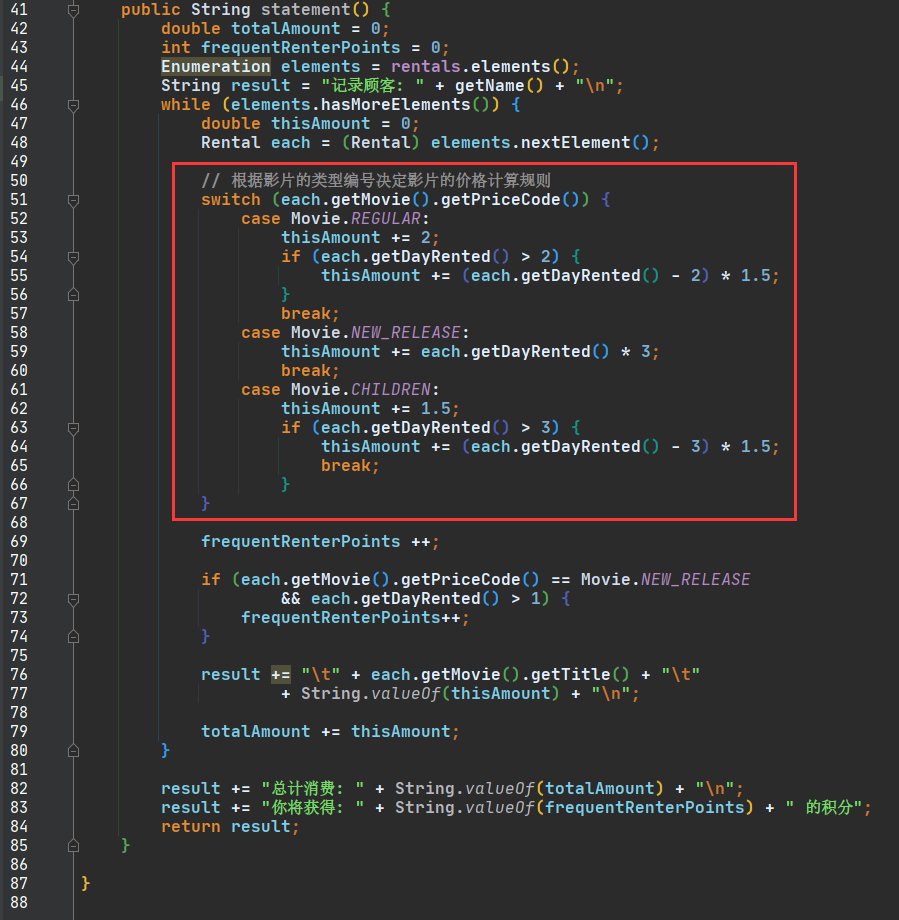 41 public String statement() {
42 double totalAmount = 0;
43 int frequentRenterPoints = 0;
44 Enumeration elements = rentals.elements();
45 String result = "记录顾客: " + getName() + "\n";
46 while (elements.hasMoreElements()) {
47 double thisAmount = 0;
48 Rental each = (Rental) elements.nextElement();
49
50 // 根据影片的类型编号决定影片的价格计算规则
51 switch (each.getMovie().getPriceCode()) {
52 case Movie.REGULAR:
53 thisAmount += 2;
54 if (each.getDayRented() > 2) {
55 thisAmount += (each.getDayRented() - 2) * 1.5;
56 }
57 break;
58 case Movie.NEW_RELEASE:
59 thisAmount += each.getDayRented() * 3;
60 break;
61 case Movie.CHILDREN:
62 thisAmount += 1.5;
63 if (each.getDayRented() > 3) {
64 thisAmount += (each.getDayRented() - 3) * 1.5;
65 break;
66 }
67 }
68
69 frequentRenterPoints ++;
70
71 if (each.getMovie().getPriceCode() == Movie.NEW_RELEASE
72 && each.getDayRented() > 1) {
73 frequentRenterPoints++;
74 }
75
76 result += "\t" + each.getMovie().getTitle() + "\t"
77 + String.valueOf(thisAmount) + "\n";
78
79 totalAmount += thisAmount;
80 }
81
82 result += "总计消费: " + String.valueOf(totalAmount) + "\n";
83 result += "你将获得: " + String.valueOf(frequentRenterPoints) + " 的积分";
84 return result;
85 }
86
87 }
88